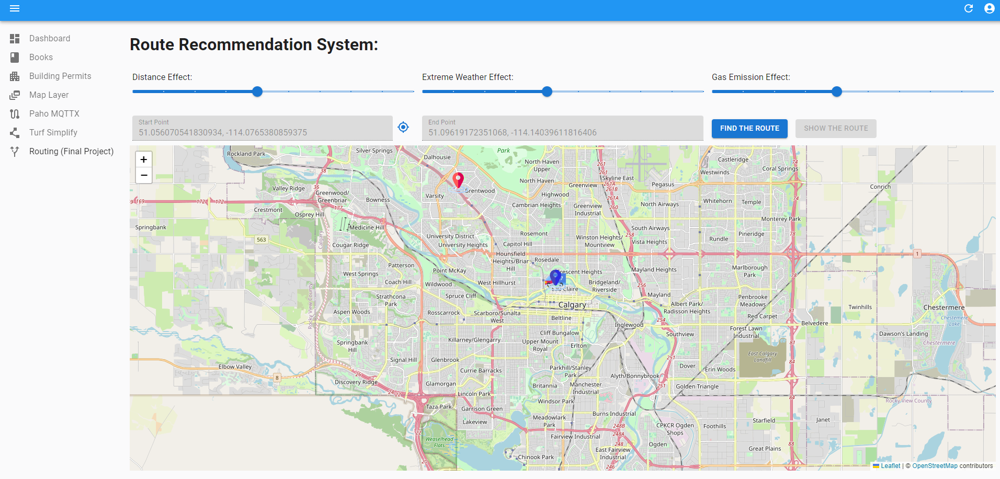 Dashboard
Books
Building Permits
Map Layer
Paho MQTTX
Turf Simplify
Routing (Final Project)
Route Recommendation System:
Distance Effect:
Extreme Weather Effect:
Gas Emission Effect:
Start Point
51.056070541830934, -114.0765380859375
End Point
51.09619172351068, -114.14039611816406
FIND THE ROUTE
SHOW THE ROUTE
+
−
Rockland Park
Silver Springs
Dalhousie
Park
North Haven
Upper
261
Castleridge
74
Westwinds
Coral Springs
38
261
Skyline East
Valley Ridge
36
Brentwood
North Haven
Greenview
261A
261B
Pegasus
Conrich
Greenwood/
Greenbriar
Varsity
Highwood
261A
74
169
172
172
177
Bowness
Cambrian Heights
Greenview
Industrial
260
North Airways
Whitehorn
Temple
Crestmont
Osprey Hill
Monterey Park
Springbank
Medicine Hill
Rosemont
South Airways
Pineridge
78
563
Calgary
Cougar Ridge
University District
University Heights
Capitol Hill
Winston Heights/
Mountview
258
Vista Heights
Rundle
Hounsfield
Heights/Briar
Hill
Rosedale
1
Patterson
Point McKay
Crescent Heights
Mayland Heights
Marlborough
Park
78
West Springs
Coach Hill
Wildwood
West Hillhurst
Eau Claire
Bridgeland/
Riverside
256
Strathcona
Park
Spruce Cliff
Calgary
Mayland
Albert Park/
Radisson Heights
Penbrooke
Meadows
Twinhills
Chestermere
Rocky View County
Aspen Woods
Rosscarrock
Scarboro/Sunalta
West
Beltline
254
Red Carpet
81
Belvedere
Chestermere
Lake
Inglewood
Cliff Bungalow
Southview
Forest Lawn
Industrial
Dawson's Landing
Springbank
Hill
Killarney/Glengarry
Upper Mount
Royal
Erlton
81
Chestermere
Signal Hill
Glenbrook
251
East Calgary
Landfill
84
Elbow Valley
8
26
Currie Barracks
Parkhill/Stanley
Park
Dover
Erin Woods
Discovery Ridge
Glamorgan
Britannia
Manchester
Industrial
Alyth/Bonnybrook
251
Golden Triangle
24
22
Lincoln Park
Windsor Park
84
Rocky View County
Taza Park
Garrison Green
Burns Industrial
Lakeview
Meadowlark
Park
248B
248A
CPKCR Ogden
Shops
Foothills
Starfield
Janet
22
Weaselhead
Flats
Fairview Industrial
248
Ogden
88
Great Plains
20
Chinook Park
East Fairview
Industrial
246
Leaflet | © OpenStreetMap contributors